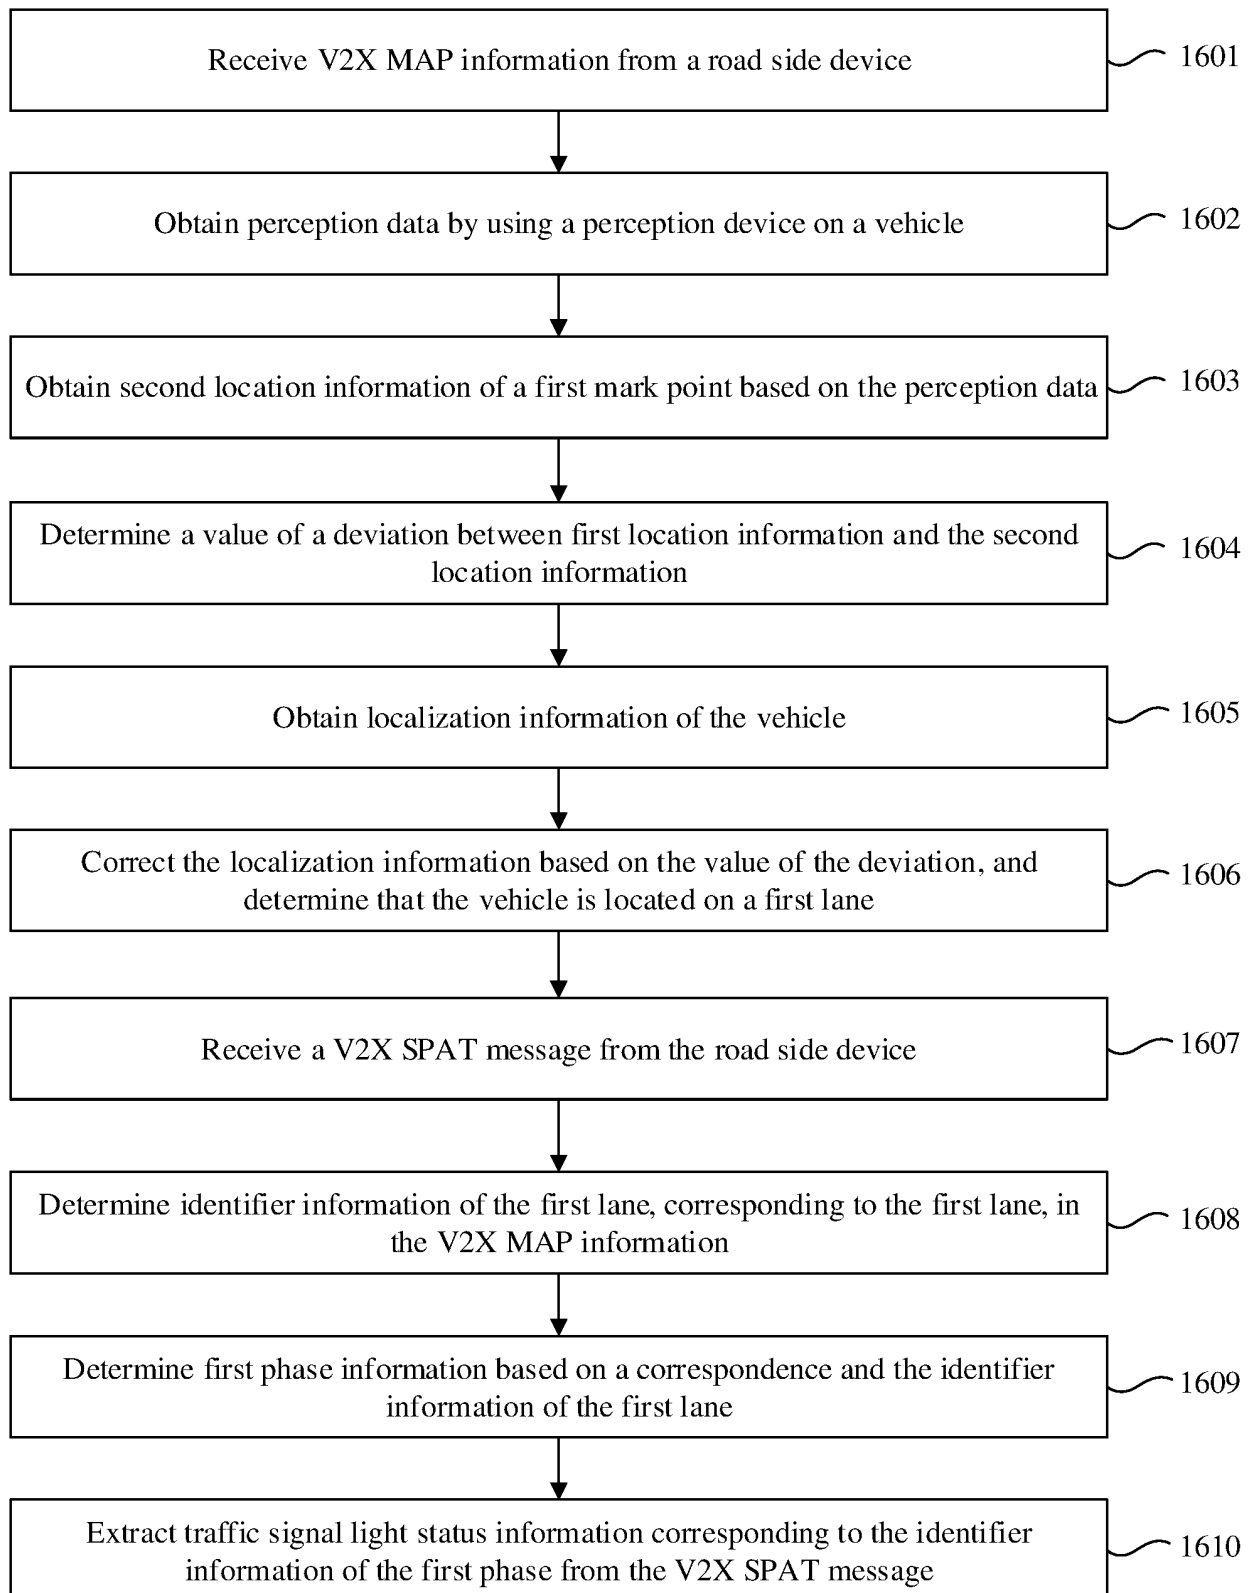 Receive V2X MAP information from a road side device
1601
Obtain perception data by using a perception device on a vehicle
1602
Obtain second location information of a first mark point based on the perception data
1603
Determine a value of a deviation between first location information and the second
location information
1604
Obtain localization information of the vehicle
1605
Correct the localization information based on the value of the deviation, and
determine that the vehicle is located on a first lane
1606
Receive a V2X SPAT message from the road side device
1607
Determine identifier information of the first lane, corresponding to the first lane, in
the V2X MAP information
1608
Determine first phase information based on a correspondence and the identifier
information of the first lane
1609
Extract traffic signal light status information corresponding to the identifier
information of the first phase from the V2X SPAT message
1610